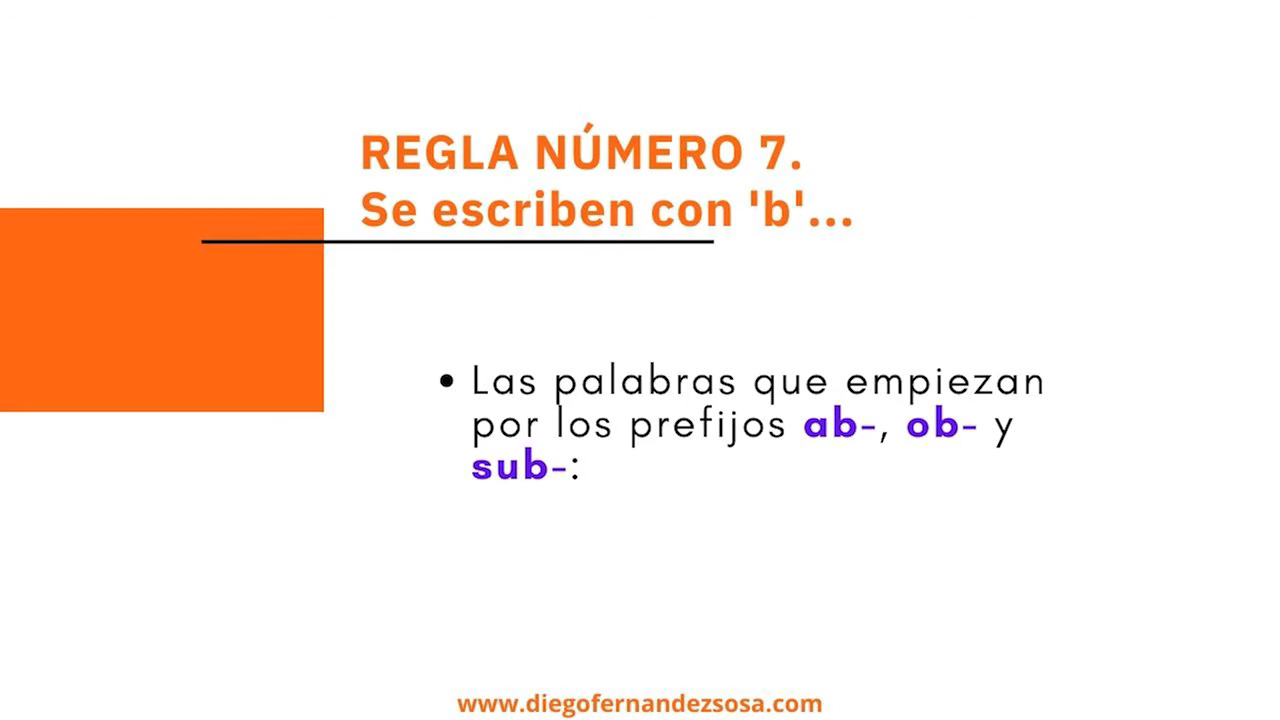 REGLA NÚMERO 7.
Se escriben con 'b'...
• Las palabras que empiezan
por los prefijos ab-, ob- y
sub-:
www.diegofernandezsosa.com